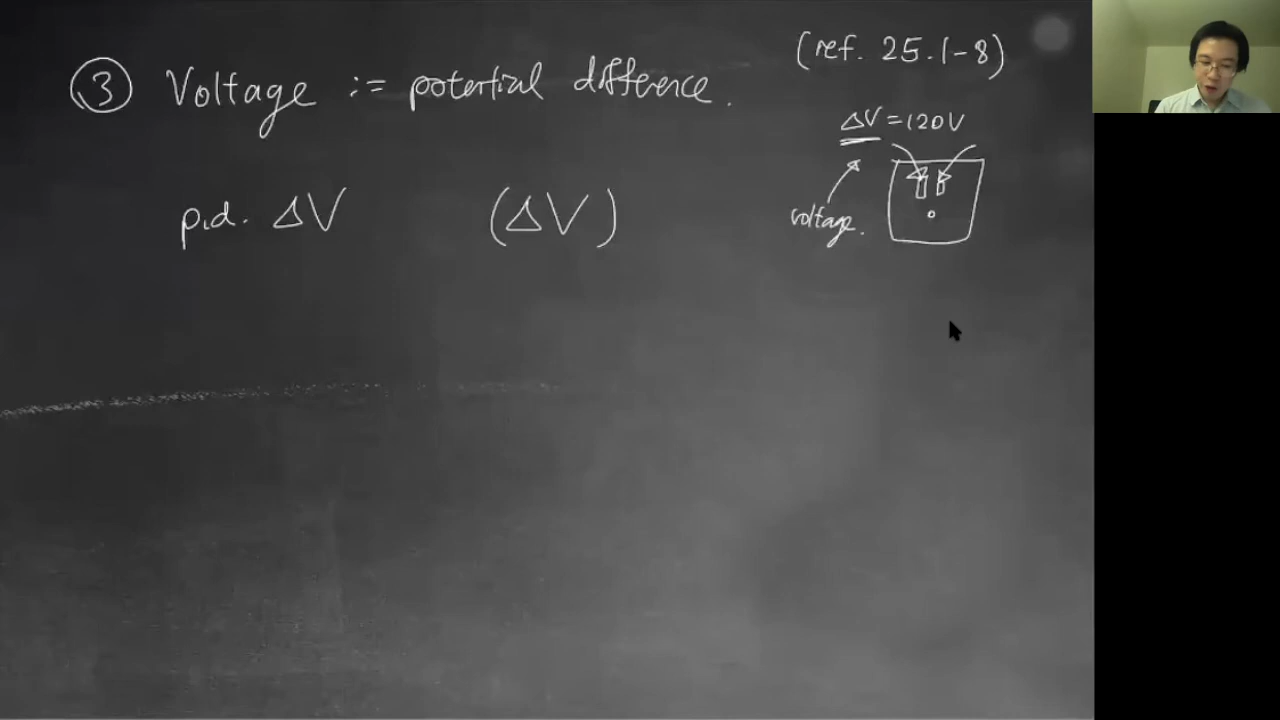 (ref. 25.1-8)
③ Voltage := potential difference.
ΔV = 120V
p.d. ΔV (ΔV)
voltage.